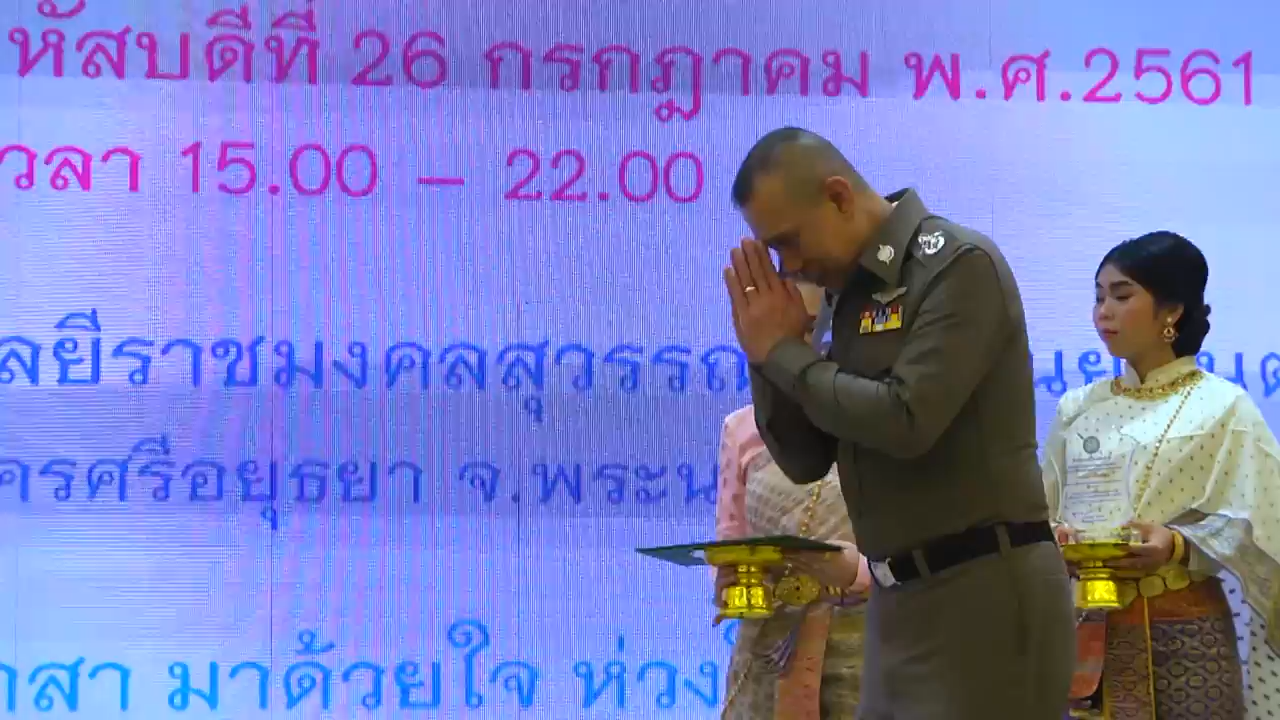 หัสบดีที่ 26 กรกฎาคม พ.ศ.2561
วลา 15.00 – 22.00
ลยีราชมงคลสุวรรณ
ครศรีอยุธยา จ.พระน
าสา มาด้วยใจ ห่วง